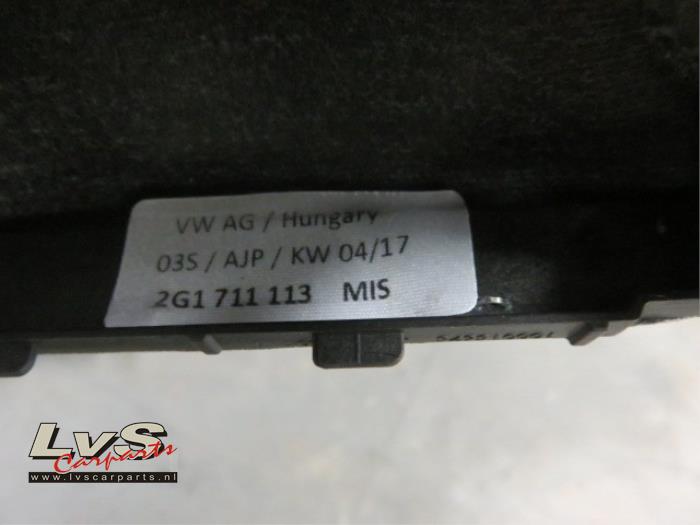 VW AG / Hungary
03S / AJP / KW 04/17
2G1 711 113 MIS
LvS
Carparts
www.lvscarparts.nl